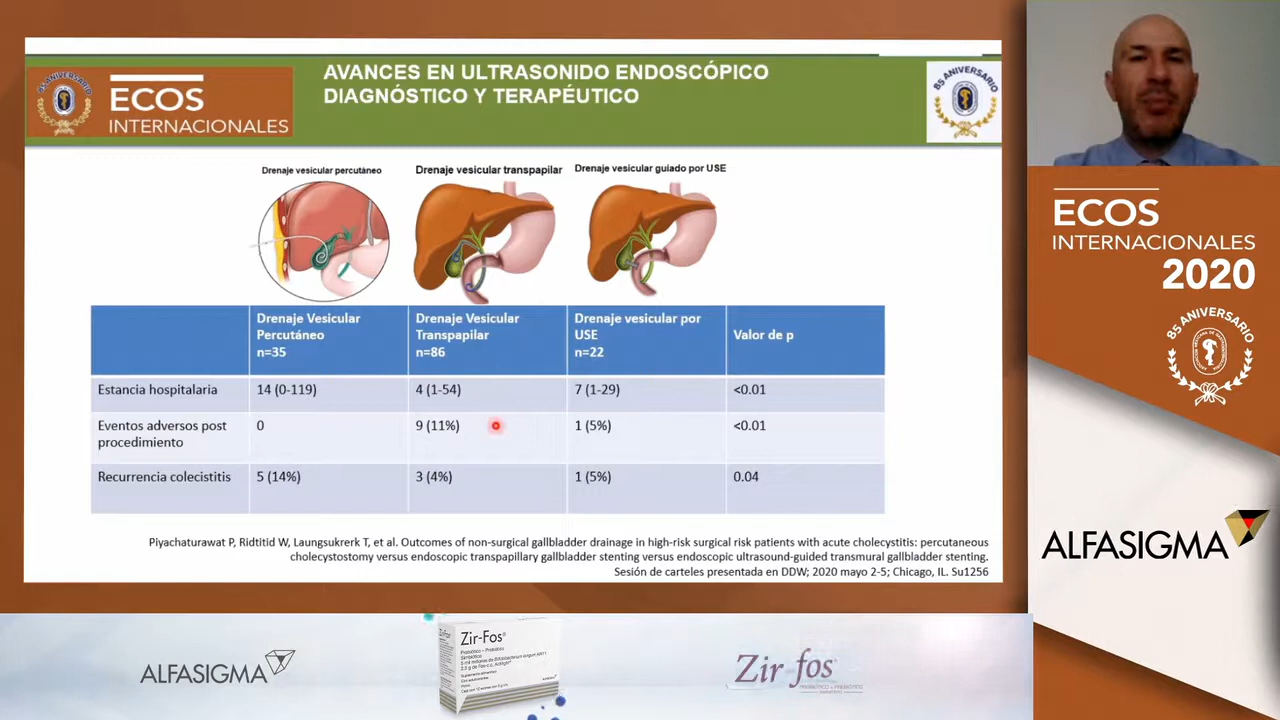 85 ANIVERSARIO
ECOS
INTERNACIONALES
AVANCES EN ULTRASONIDO ENDOSCÓPICO
DIAGNÓSTICO Y TERAPÉUTICO
85 ANIVERSARIO
Drenaje vesicular percutáneo
Drenaje vesicular transpapilar
Drenaje vesicular guiado por USE
Drenaje Vesicular
Percutáneo
n=35
Drenaje Vesicular
Transpapilar
n=86
Drenaje vesicular por
USE
n=22
Valor de p
Estancia hospitalaria 14 (0-119) 4 (1-54) 7 (1-29) <0.01
Eventos adversos post
procedimiento
0 9 (11%) 1 (5%) <0.01
Recurrencia colecistitis 5 (14%) 3 (4%) 1 (5%) 0.04
Piyachaturawat P, Ridtitid W, Laungsukrerk T, et al. Outcomes of non-surgical gallbladder drainage in high-risk surgical risk patients with acute cholecystitis: percutaneous
cholecystostomy versus endoscopic transpapillary gallbladder stenting versus endoscopic ultrasound-guided transmural gallbladder stenting.
Sesión de carteles presentada en DDW; 2020 mayo 2-5; Chicago, IL. Su1256
ECOS
INTERNACIONALES
2020
85 ANIVERSARIO
ALFASIGMA
ALFASIGMA
Zir-Fos®
Zir fos